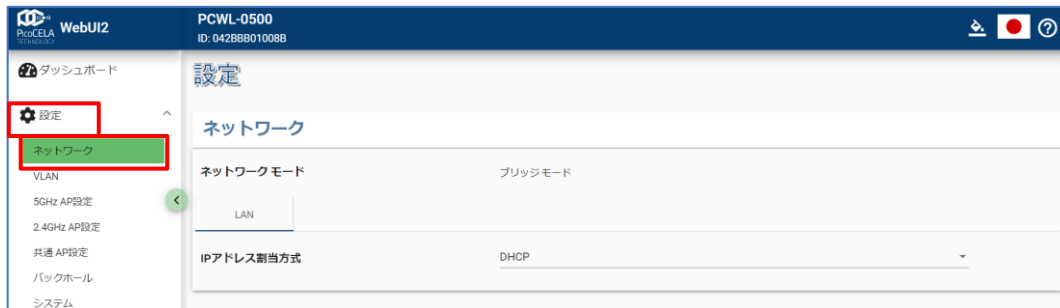 PicoCELA
TECHNOLOGY
WebUI2
PCWL-0500
ID: 042BBB01008B
ダッシュボード
設定
ネットワーク
VLAN
5GHz AP設定
2.4GHz AP設定
共通 AP設定
バックホール
システム
設定
ネットワーク
ネットワーク モード
ブリッジ モード
LAN
IPアドレス割当方式
DHCP